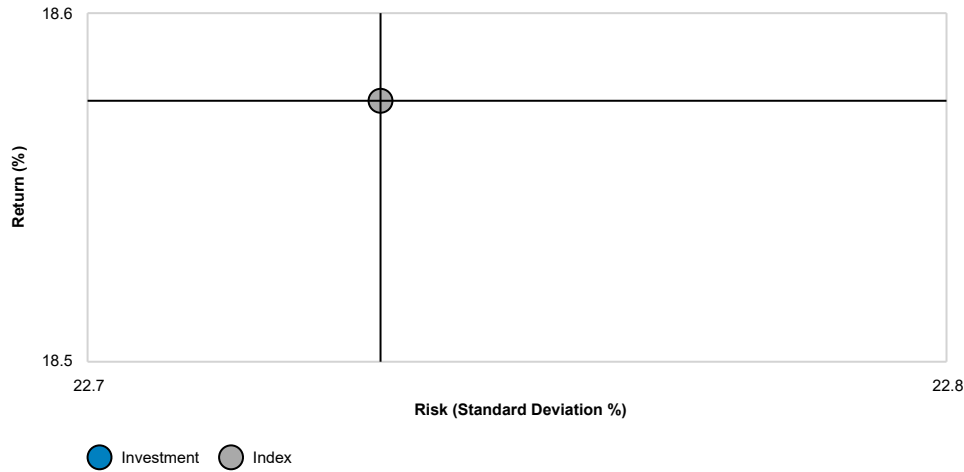 18.6
Return (%)
18.5
22.7
22.8
Risk (Standard Deviation %)
Investment
Index